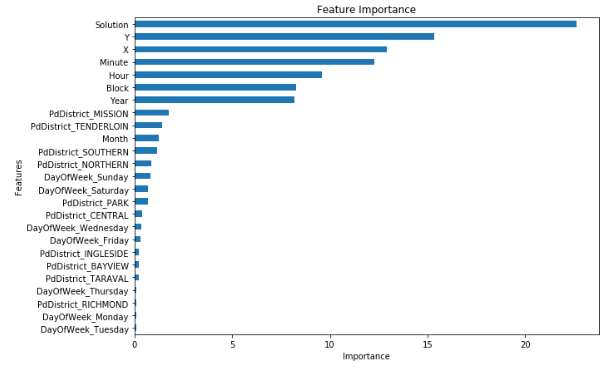 Feature Importance
Solution
Y
X
Minute
Hour
Block
Year
PdDistrict_MISSION
PdDistrict_TENDERLOIN
Month
PdDistrict_SOUTHERN
PdDistrict_NORTHERN
DayOfWeek_Sunday
DayOfWeek_Saturday
PdDistrict_PARK
PdDistrict_CENTRAL
DayOfWeek_Wednesday
DayOfWeek_Friday
PdDistrict_INGLESIDE
PdDistrict_BAYVIEW
PdDistrict_TARAVAL
DayOfWeek_Thursday
PdDistrict_RICHMOND
DayOfWeek_Monday
DayOfWeek_Tuesday
Features
0 5 10 15 20
Importance